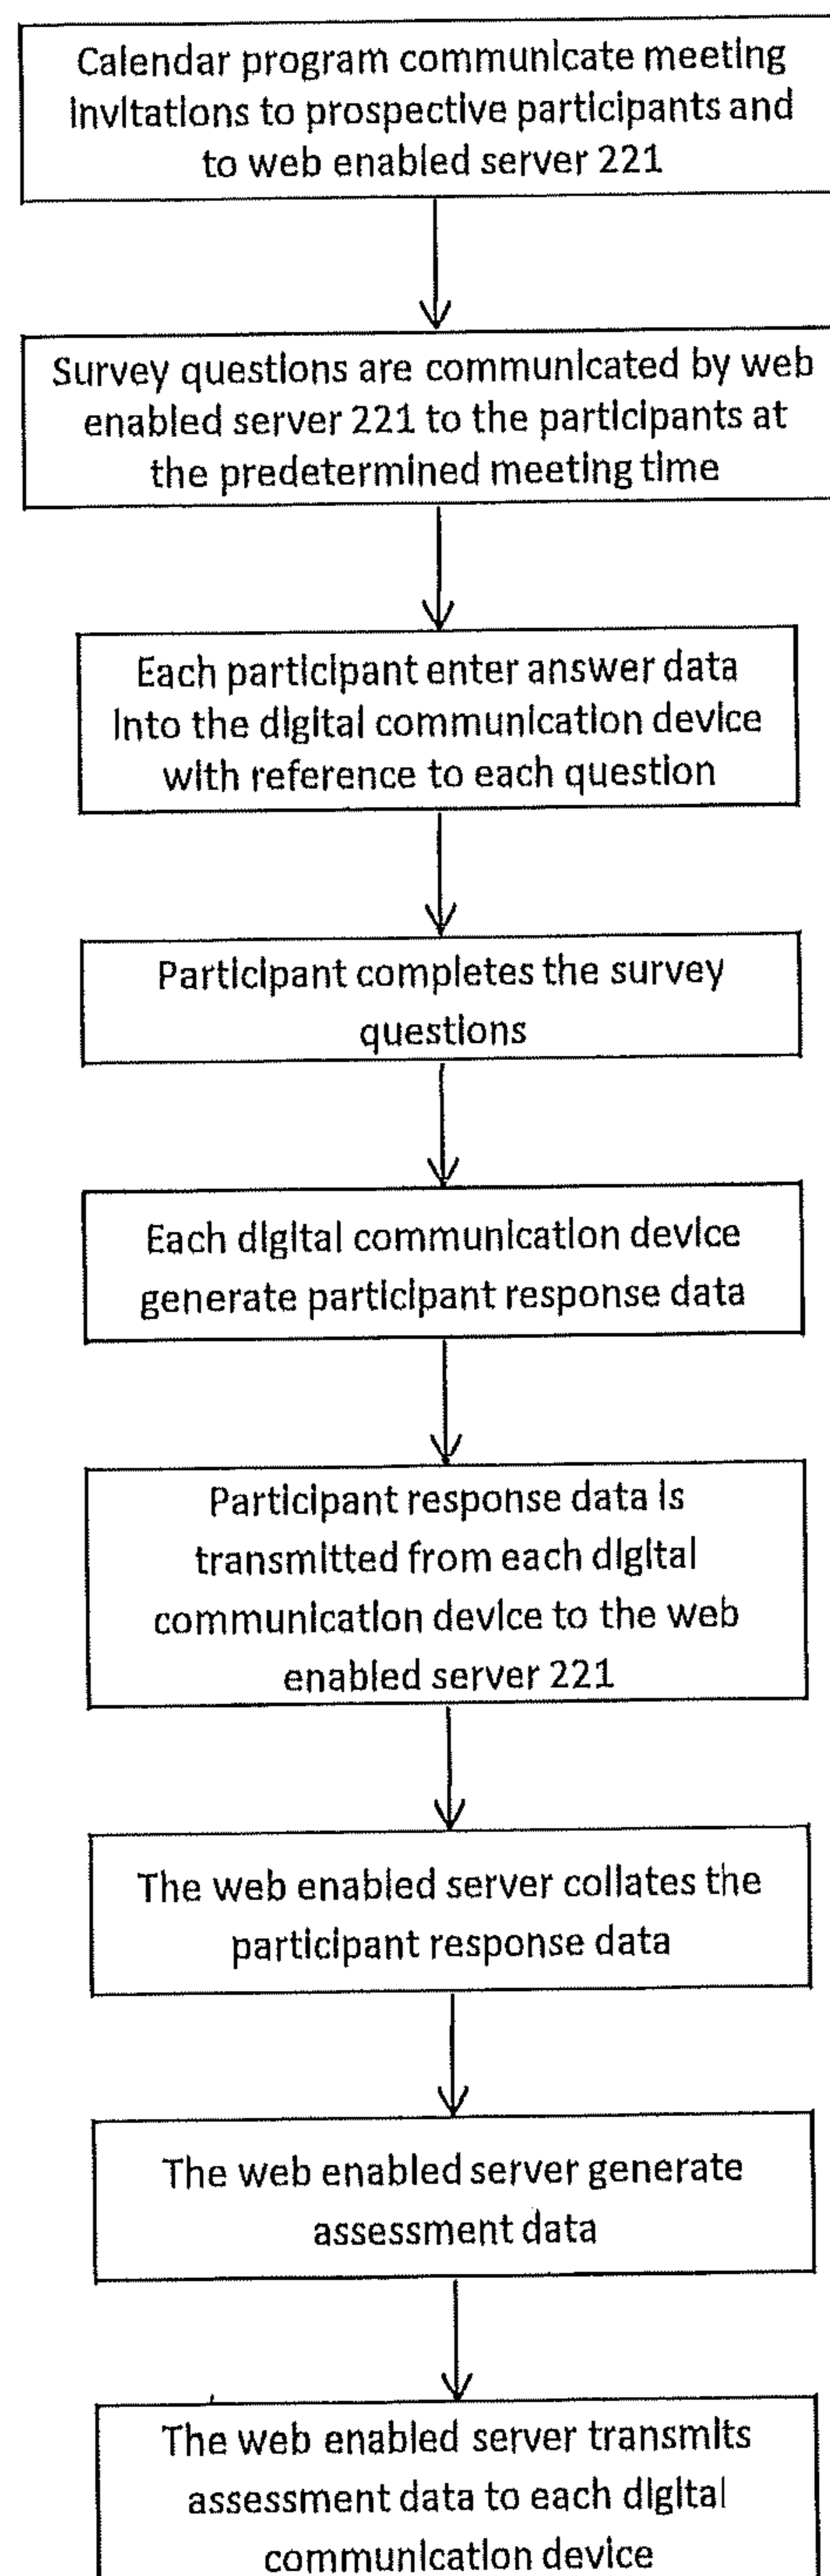 Calendar program communicate meeting
invitations to prospective participants and
to web enabled server 221
Survey questions are communicated by web
enabled server 221 to the participants at
the predetermined meeting time
Each participant enter answer data
into the digital communication device
with reference to each question
Participant completes the survey
questions
Each digital communication device
generate participant response data
Participant response data is
transmitted from each digital
communication device to the web
enabled server 221
The web enabled server collates the
participant response data
The web enabled server generate
assessment data
The web enabled server transmits
assessment data to each digital
communication device